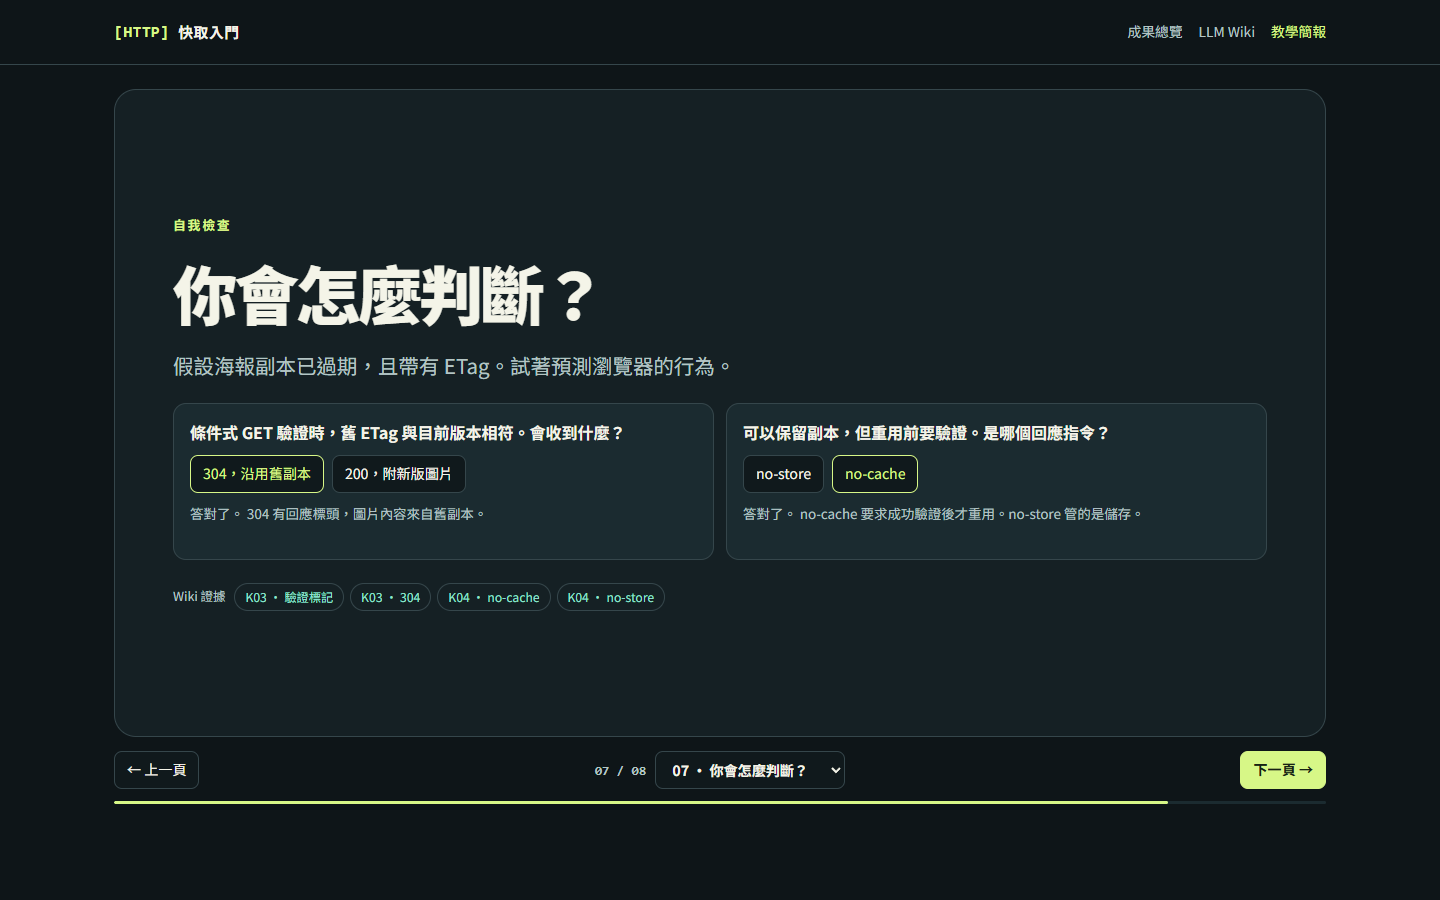 [HTTP] 快取入門
成果總覽 LLM Wiki 教學簡報
自我檢查
你會怎麼判斷？
假設海報副本已過期，且帶有 ETag。試著預測瀏覽器的行為。
條件式 GET 驗證時，舊 ETag 與目前版本相符。會收到什麼？
304，沿用舊副本 200，附新版圖片
答對了。 304 有回應標頭，圖片內容來自舊副本。
可以保留副本，但重用前要驗證。是哪個回應指令？
no-store no-cache
答對了。 no-cache 要求成功驗證後才重用。no-store 管的是儲存。
Wiki 證據 K03 · 驗證標記 K03 · 304 K04 · no-cache K04 · no-store
← 上一頁 07 / 08 07 · 你會怎麼判斷？ 下一頁 →